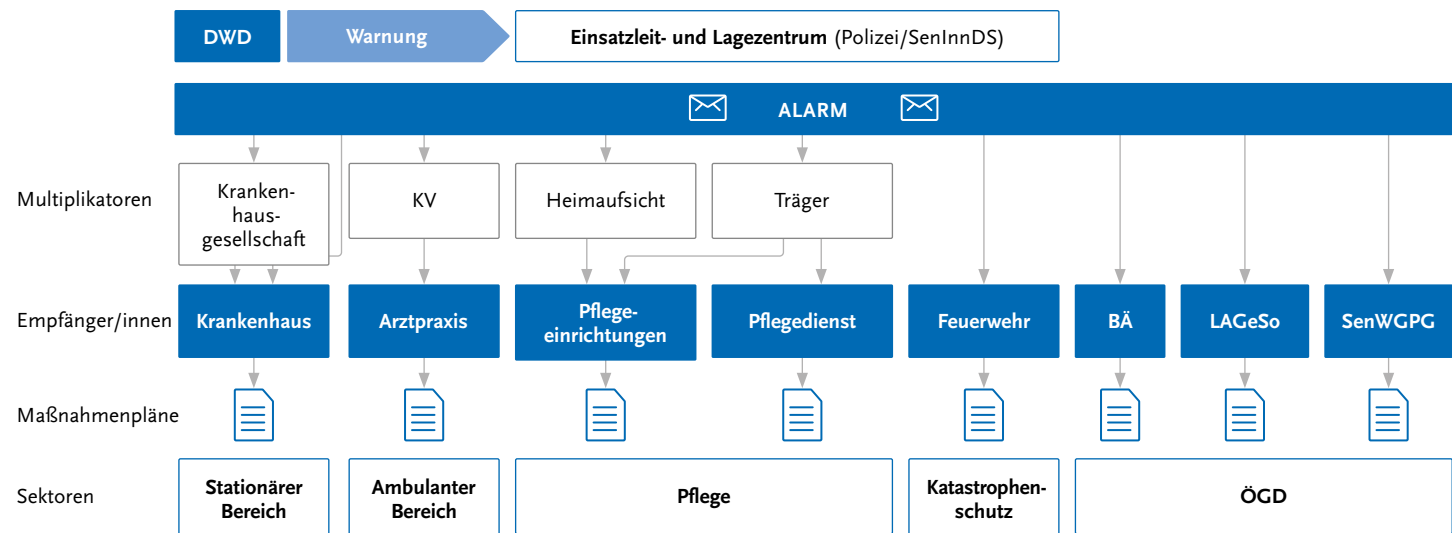 DWD
Warnung
Einsatzleit- und Lagezentrum (Polizei/SenInnDS)
ALARM
Multiplikatoren
Kranken-
haus-
gesellschaft
KV
Heimaufsicht
Träger
Empfänger/innen
Krankenhaus
Arztpraxis
Pflege-
einrichtungen
Pflegedienst
Feuerwehr
BÄ
LAGeSo
SenWGPG
Maßnahmenpläne
Sektoren
Stationärer
Bereich
Ambulanter
Bereich
Pflege
Katastrophen-
schutz
ÖGD